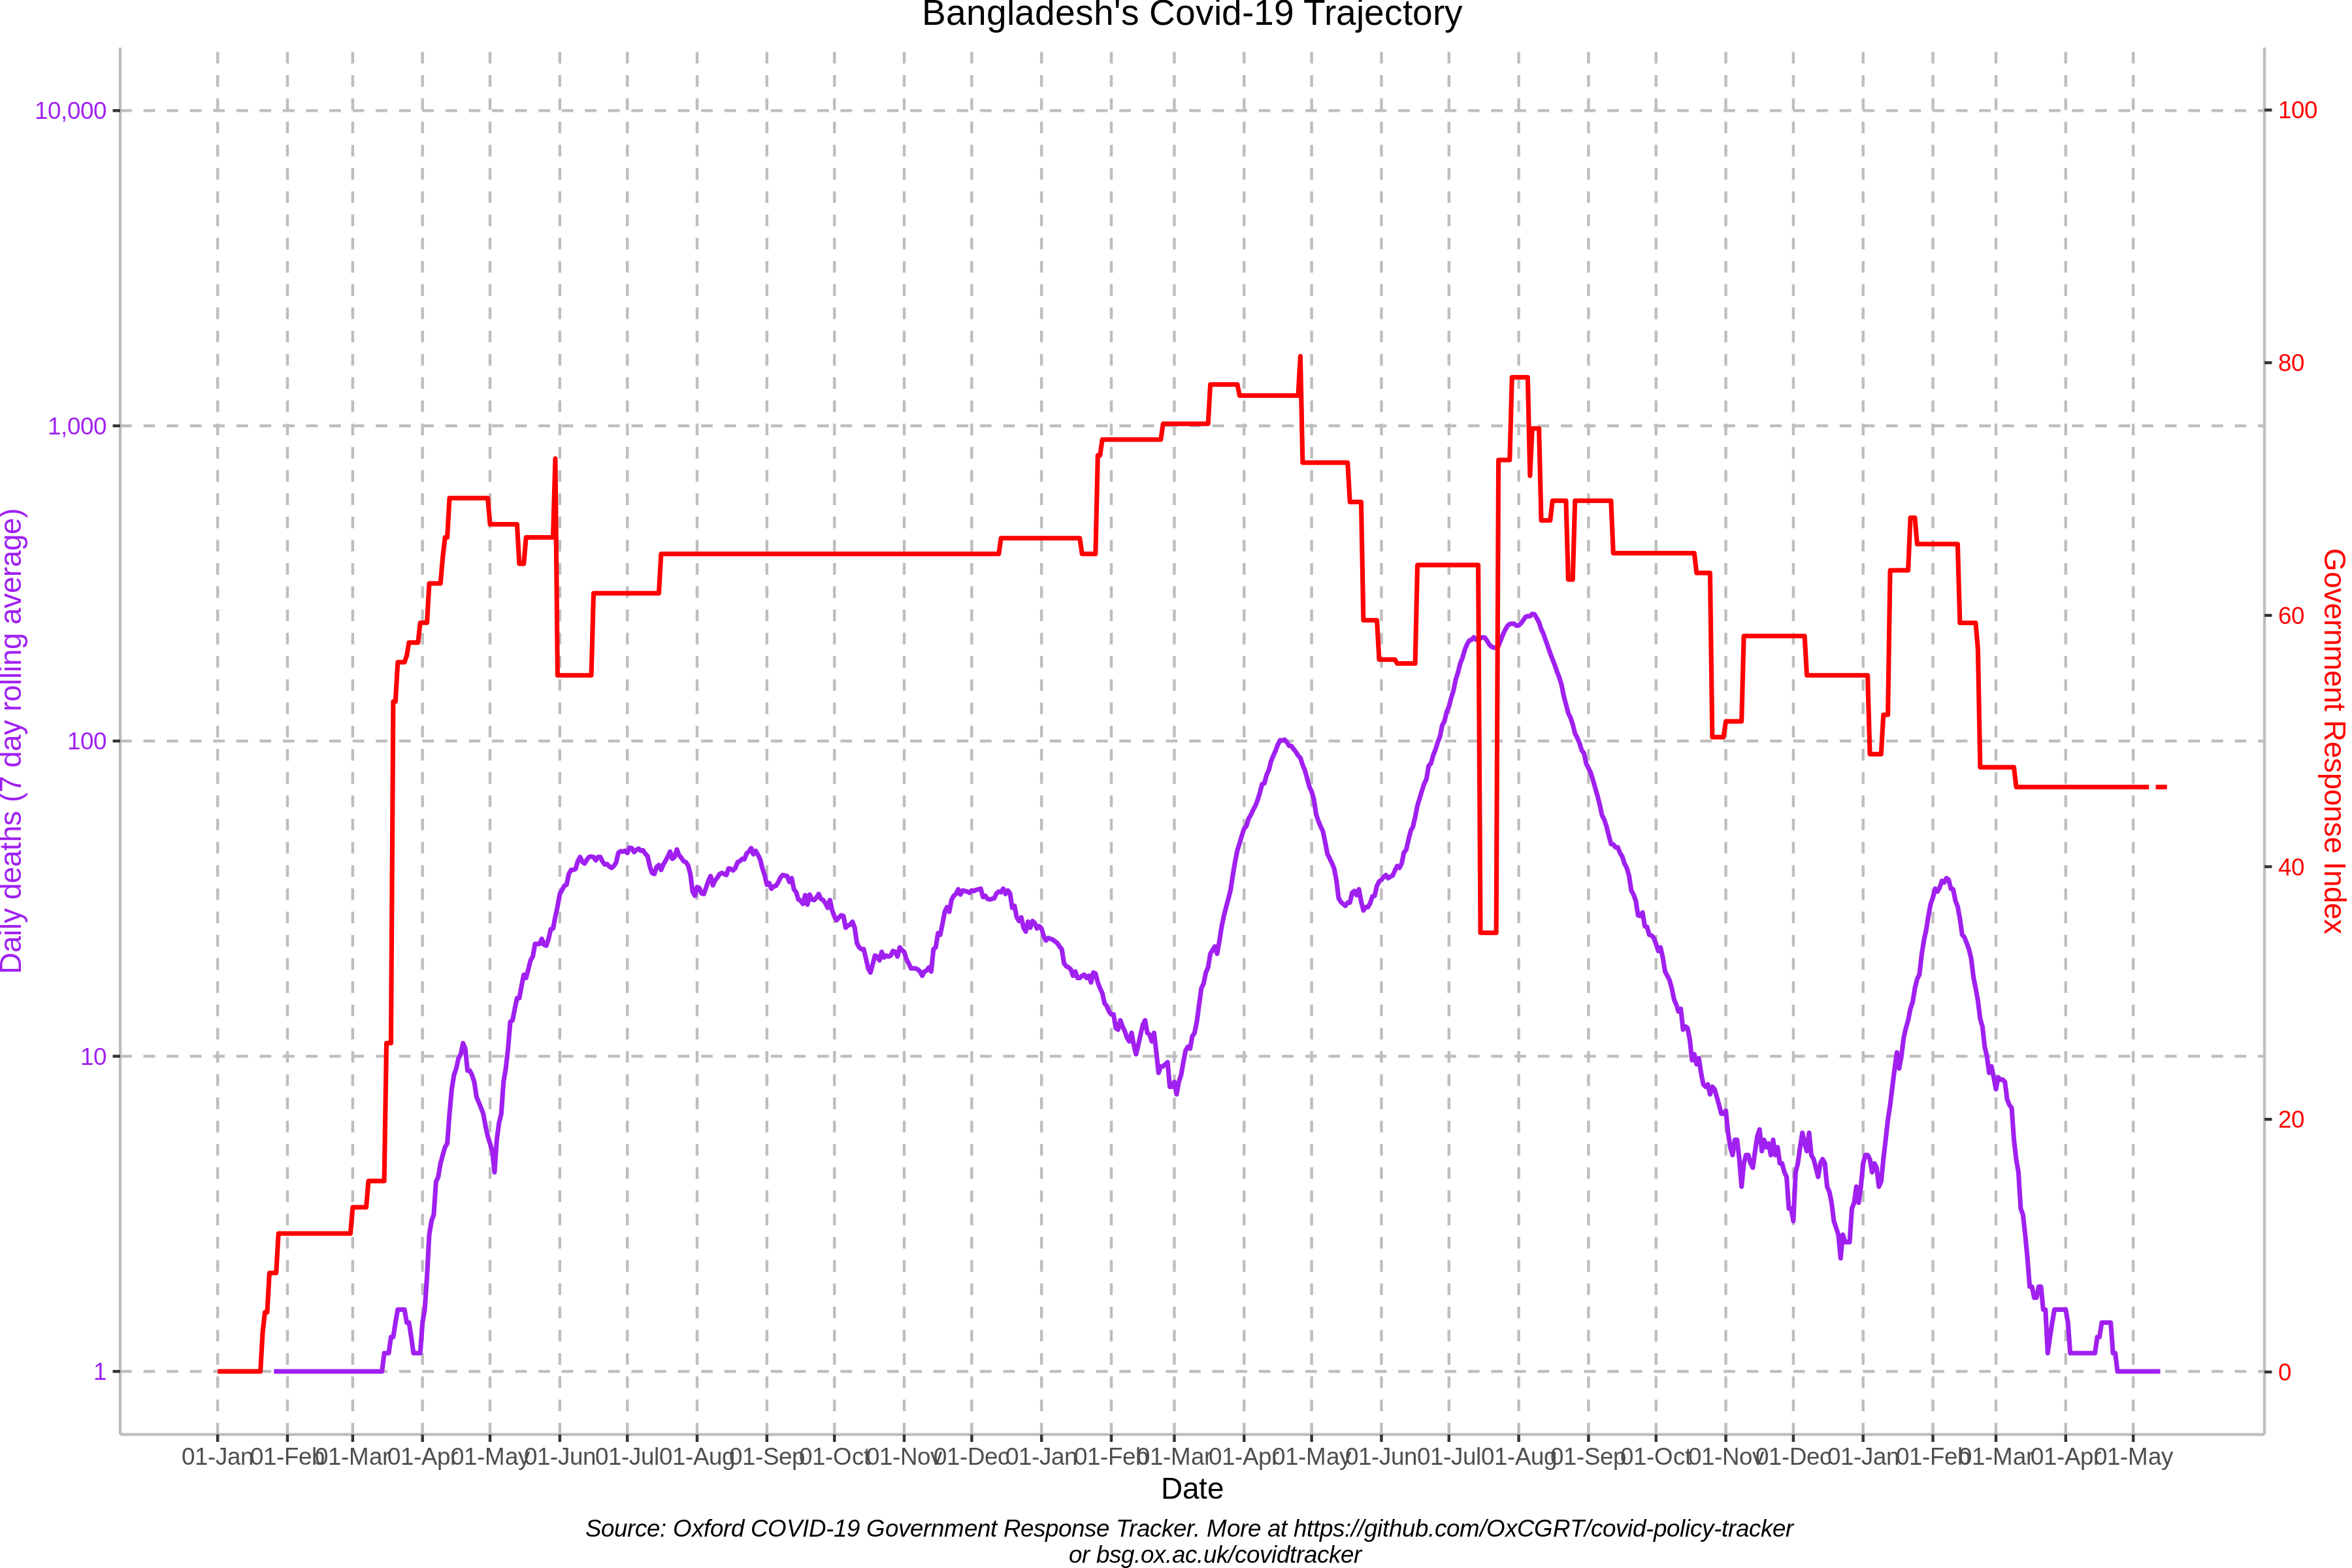 Bangladesh's Covid-19 Trajectory
10,000
1,000
100
10
1
Daily deaths (7 day rolling average)
100
80
60
40
20
0
Government Response Index
01-Jan 01-Feb 01-Mar 01-Apr 01-May 01-Jun 01-Jul 01-Aug 01-Sep 01-Oct 01-Nov 01-Dec 01-Jan 01-Feb 01-Mar 01-Apr 01-May 01-Jun 01-Jul 01-Aug 01-Sep 01-Oct 01-Nov 01-Dec 01-Jan 01-Feb 01-Mar 01-Apr 01-May
Date
Source: Oxford COVID-19 Government Response Tracker. More at https://github.com/OxCGRT/covid-policy-tracker
or bsg.ox.ac.uk/covidtracker